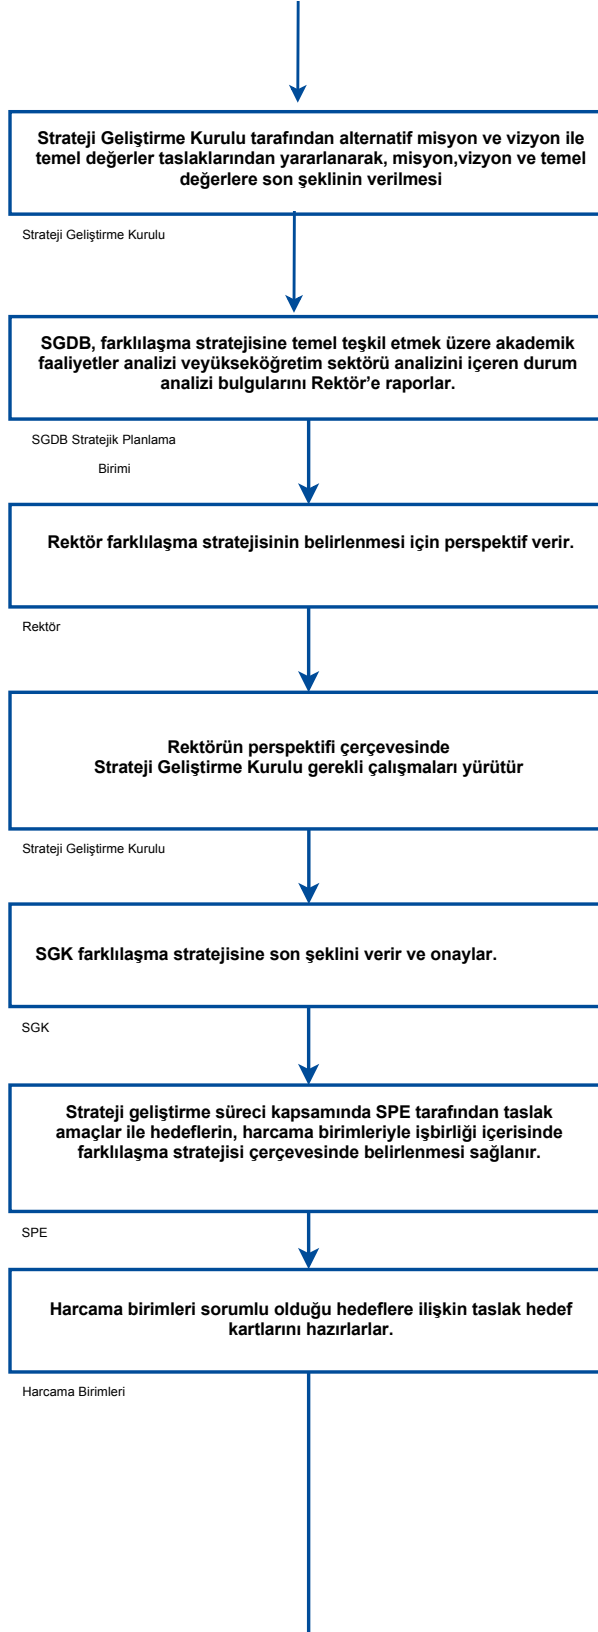 Strateji Geliştirme Kurulu tarafından alternatif misyon ve vizyon ile
temel değerler taslaklarından yararlanarak, misyon,vizyon ve temel
değerlere son şeklinin verilmesi
Strateji Geliştirme Kurulu
SGDB, farklılaşma stratejisine temel teşkil etmek üzere akademik
faaliyetler analizi veyükseköğretim sektörü analizini içeren durum
analizi bulgularını Rektör’e raporlar.
SGDB Stratejik Planlama
Birimi
Rektör farklılaşma stratejisinin belirlenmesi için perspektif verir.
Rektör
Rektörün perspektifi çerçevesinde
Strateji Geliştirme Kurulu gerekli çalışmaları yürütür
Strateji Geliştirme Kurulu
SGK farklılaşma stratejisine son şeklini verir ve onaylar.
SGK
Strateji geliştirme süreci kapsamında SPE tarafından taslak
amaçlar ile hedeflerin, harcama birimleriyle işbirliği içerisinde
farklılaşma stratejisi çerçevesinde belirlenmesi sağlanır.
SPE
Harcama birimleri sorumlu olduğu hedeflere ilişkin taslak hedef
kartlarını hazırlarlar.
Harcama Birimleri